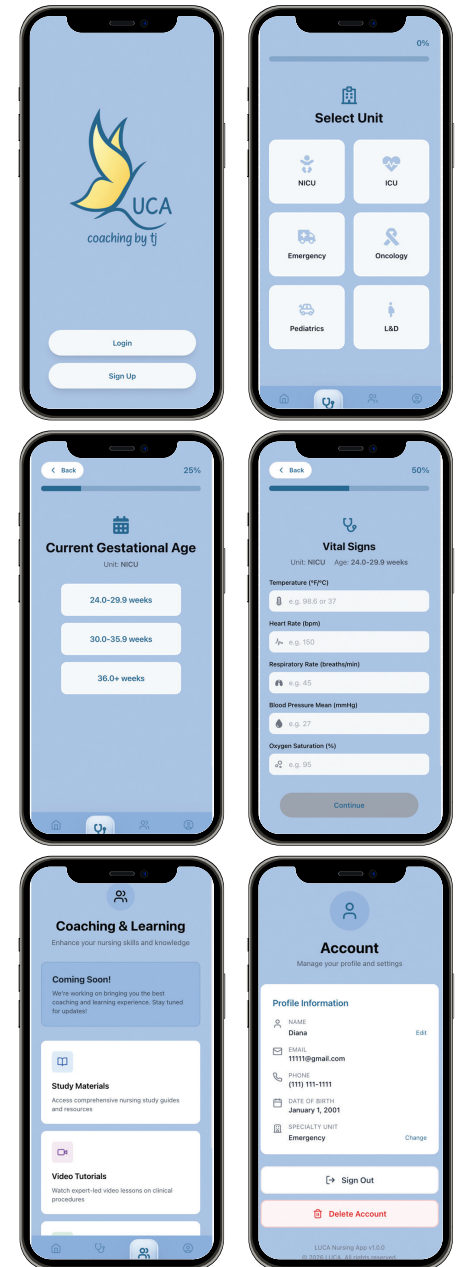 LUCA
coaching by tj
Login
Sign Up
0%
Select Unit
NICU
ICU
Emergency
Oncology
Pediatrics
L&D
Back
25%
Current Gestational Age
Unit: NICU
24.0-29.9 weeks
30.0-35.9 weeks
36.0+ weeks
Back
50%
Vital Signs
Unit: NICU Age: 24.0-29.9 weeks
Temperature (°F/°C)
e.g. 98.6 or 37
Heart Rate (bpm)
e.g. 150
Respiratory Rate (breaths/min)
e.g. 45
Blood Pressure Mean (mmHg)
e.g. 27
Oxygen Saturation (%)
e.g. 95
Continue
Coaching & Learning
Enhance your nursing skills and knowledge
Coming Soon!
We're working on bringing you the best
coaching and learning experience. Stay tuned
for updates!
Study Materials
Access comprehensive nursing study guides
and resources
Video Tutorials
Watch expert-led video lessons on clinical
procedures
Account
Manage your profile and settings
Profile Information
NAME
Diana
Edit
EMAIL
11111@gmail.com
PHONE
(111) 111-1111
DATE OF BIRTH
January 1, 2001
SPECIALTY UNIT
Emergency
Change
Sign Out
Delete Account
LUCA Nursing App v1.0.0
© 2026 LUCA. All rights reserved